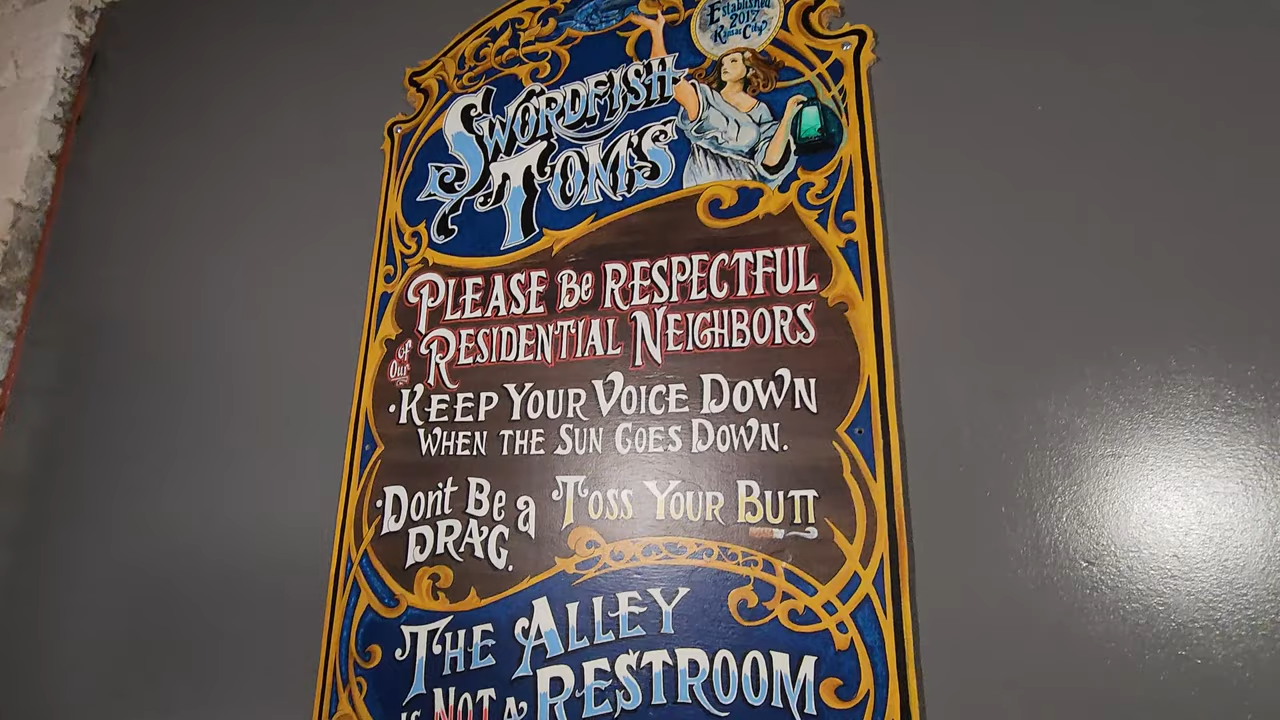 Established
2017
Kansas City
SWORDFISH
TOM'S
PLEASE Be RESPECTFUL
of Our RESIDENTIAL NEIGHBORS
·KEEP YOUR VOICE DOWN
WHEN THE SUN GOES DOWN.
·Don't Be a DRAG. TOSS YOUR BUTT
THE ALLEY
is NOT A RESTROOM